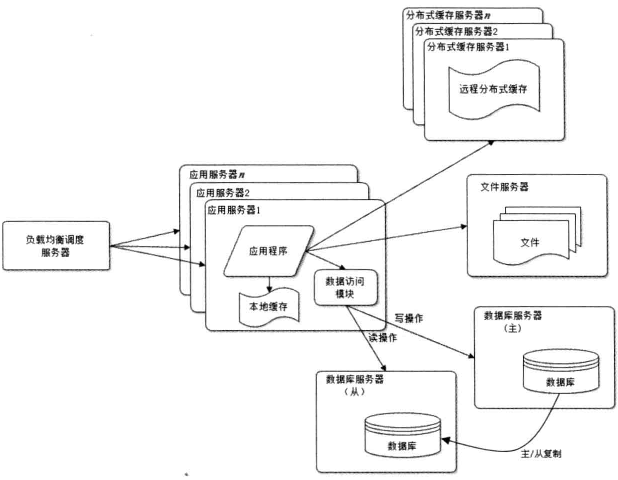 分布式缓存服务器n
分布式缓存服务器2
分布式缓存服务器1
远程分布式缓存
应用服务器n
应用服务器2
应用服务器1
应用程序
本地缓存
数据访问
模块
负载均衡调度
服务器
文件服务器
文件
写操作
读操作
数据库服务器
（主）
数据库
数据库服务器
（从）
数据库
主/从复制